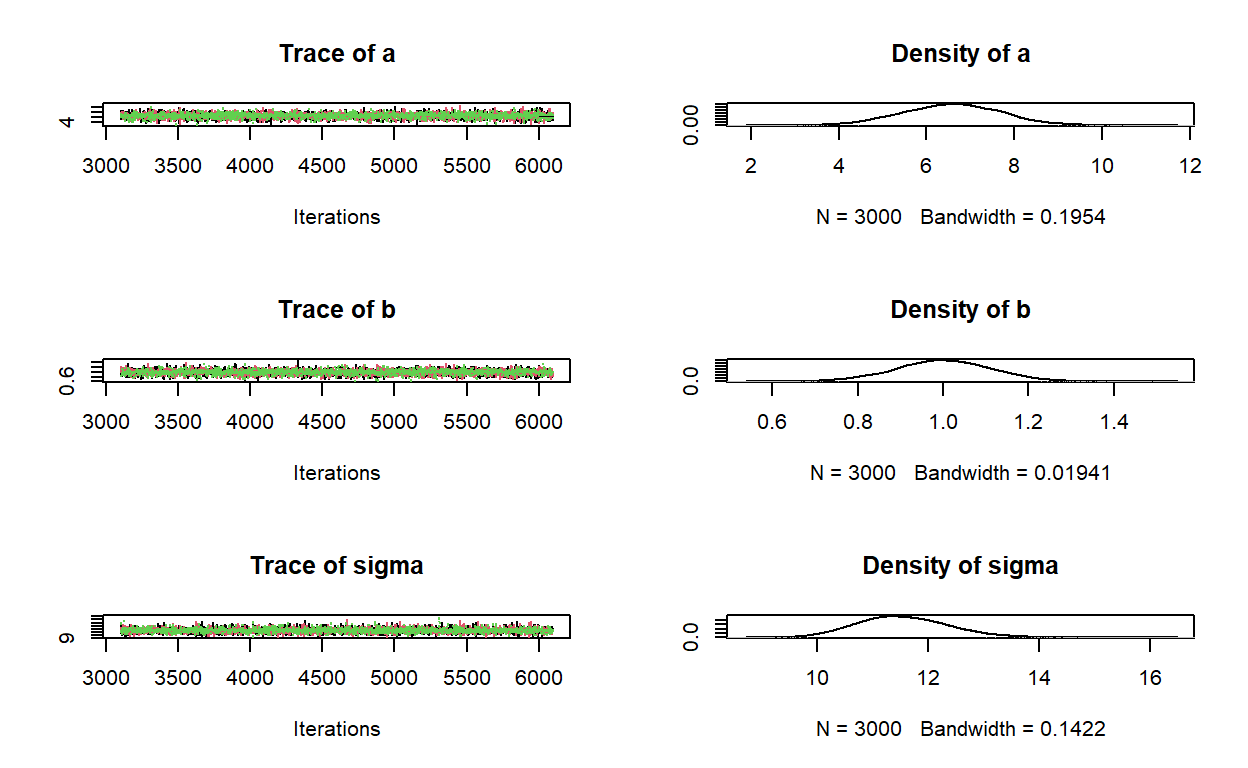 Trace of a
4
3000 3500 4000 4500 5000 5500 6000
Iterations
Density of a
0.00
2 4 6 8 10 12
N = 3000 Bandwidth = 0.1954
Trace of b
0.6
3000 3500 4000 4500 5000 5500 6000
Iterations
Density of b
0.0
0.6 0.8 1.0 1.2 1.4
N = 3000 Bandwidth = 0.01941
Trace of sigma
9
3000 3500 4000 4500 5000 5500 6000
Iterations
Density of sigma
0.0
10 12 14 16
N = 3000 Bandwidth = 0.1422